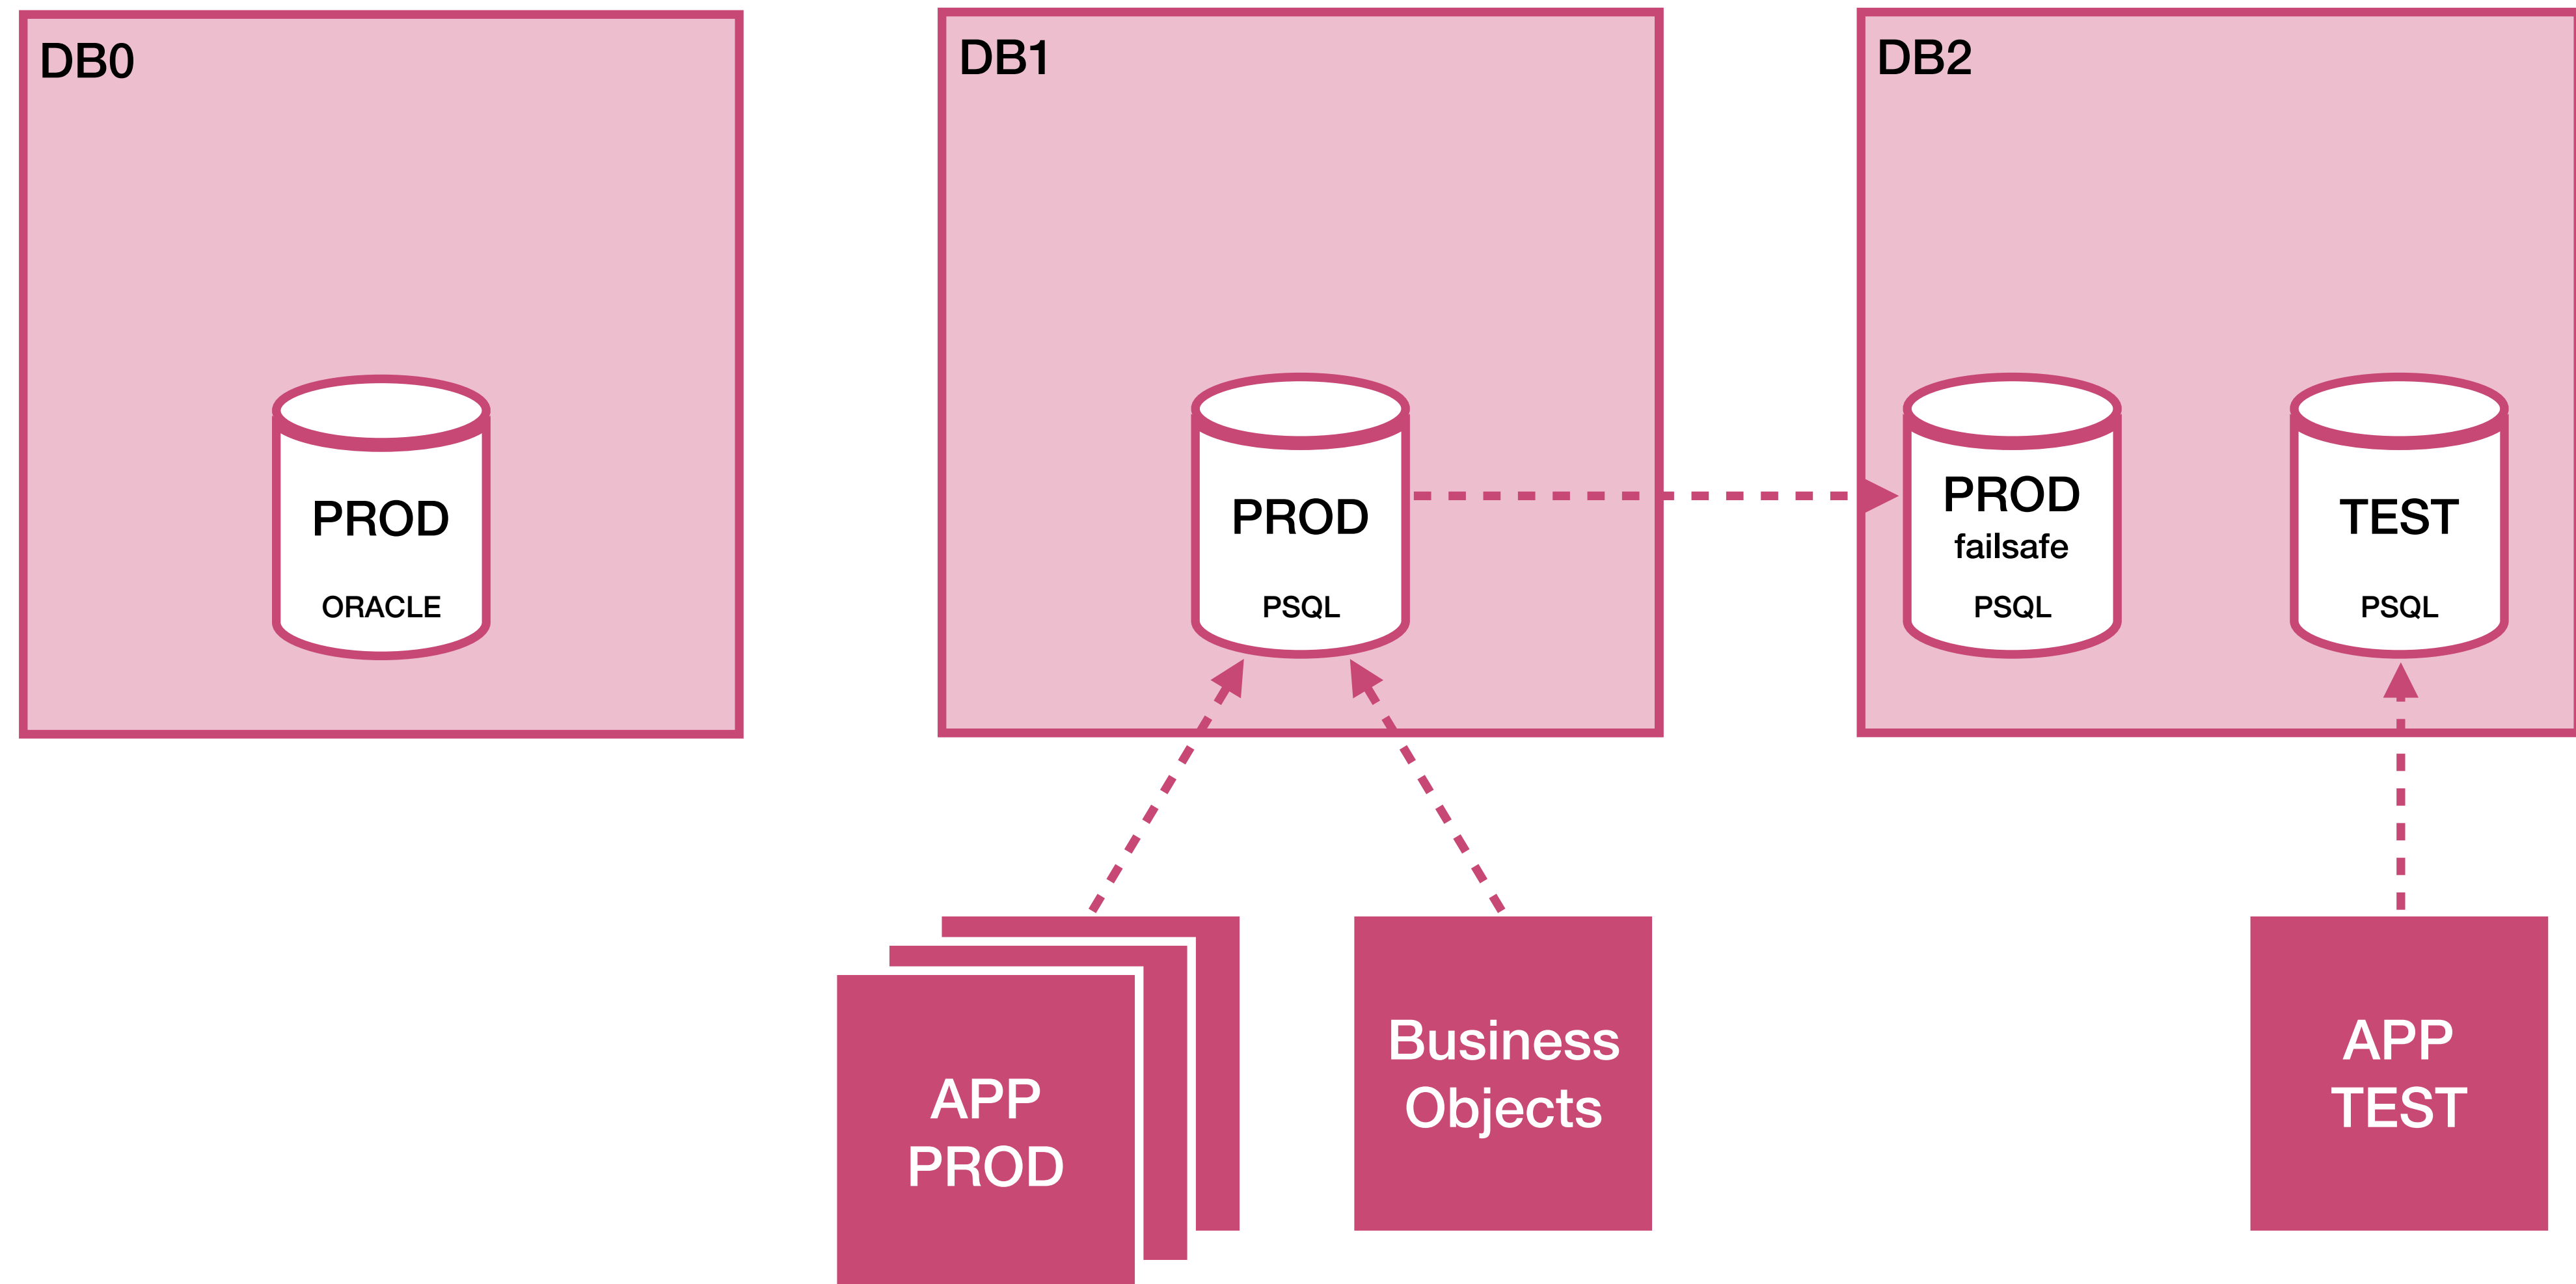 DB0
PROD
ORACLE
DB1
PROD
PSQL
DB2
PROD
failsafe
PSQL
TEST
PSQL
APP
PROD
Business
Objects
APP
TEST